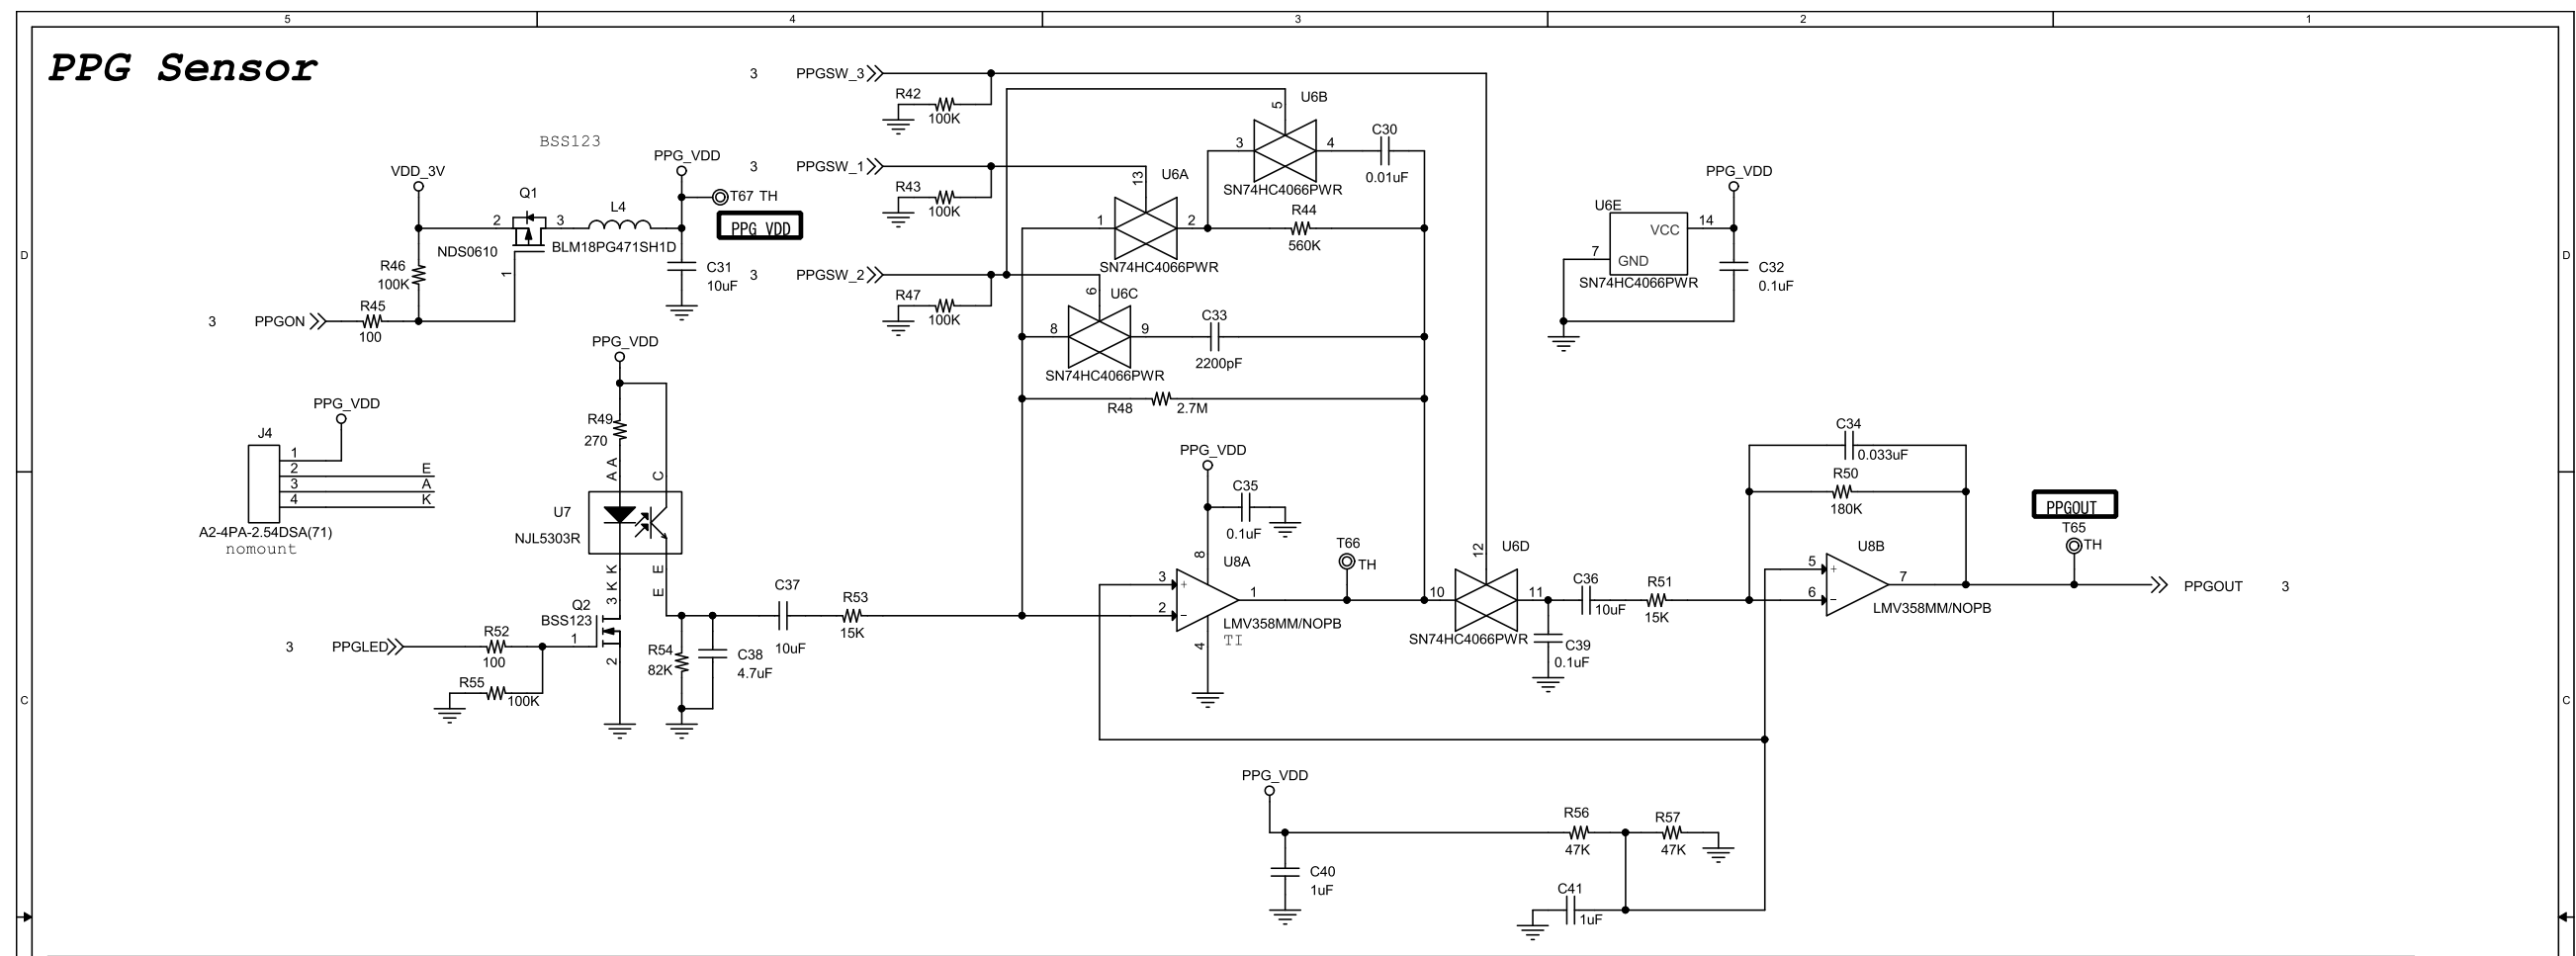 5 4 3 2 1
PPG Sensor
3 PPGSW_3
R42
100K
U6B
5
3 4
SN74HC4066PWR
C30
0.01uF
BSS123
PPG_VDD
T67 TH
PPG_VDD
VDD_3V
Q1
2 3
1
NDS0610
L4
BLM18PG471SH1D
C31
10uF
R46
100K
3 PPGON
R45
100
3 PPGSW_1
R43
100K
U6A
13
1 2
SN74HC4066PWR
R44
560K
3 PPGSW_2
R47
100K
U6C
6
8 9
SN74HC4066PWR
C33
2200pF
R48 2.7M
PPG_VDD
U6E
VCC 14
7 GND
SN74HC4066PWR
C32
0.1uF
D D
PPG_VDD
J4
1
2 E
3 A
4 K
A2-4PA-2.54DSA(71)
nomount
PPG_VDD
R49
270
A A
C
U7
NJL5303R
K K
E E
3
Q2
BSS123
1
2
3 PPGLED
R52
100
R55
100K
R54
82K
C38
4.7uF
C37
10uF
R53
15K
PPG_VDD
C35
0.1uF
8
U8A
3 +
2 -
1
4
LMV358MM/NOPB
TI
T66
TH
12
U6D
10 11
SN74HC4066PWR
C36
10uF
C39
0.1uF
R51
15K
C34
0.033uF
R50
180K
U8B
5 +
6 -
7
LMV358MM/NOPB
PPGOUT
T65
TH
PPGOUT 3
C C
PPG_VDD
R56
47K
R57
47K
C40
1uF
C41
1uF